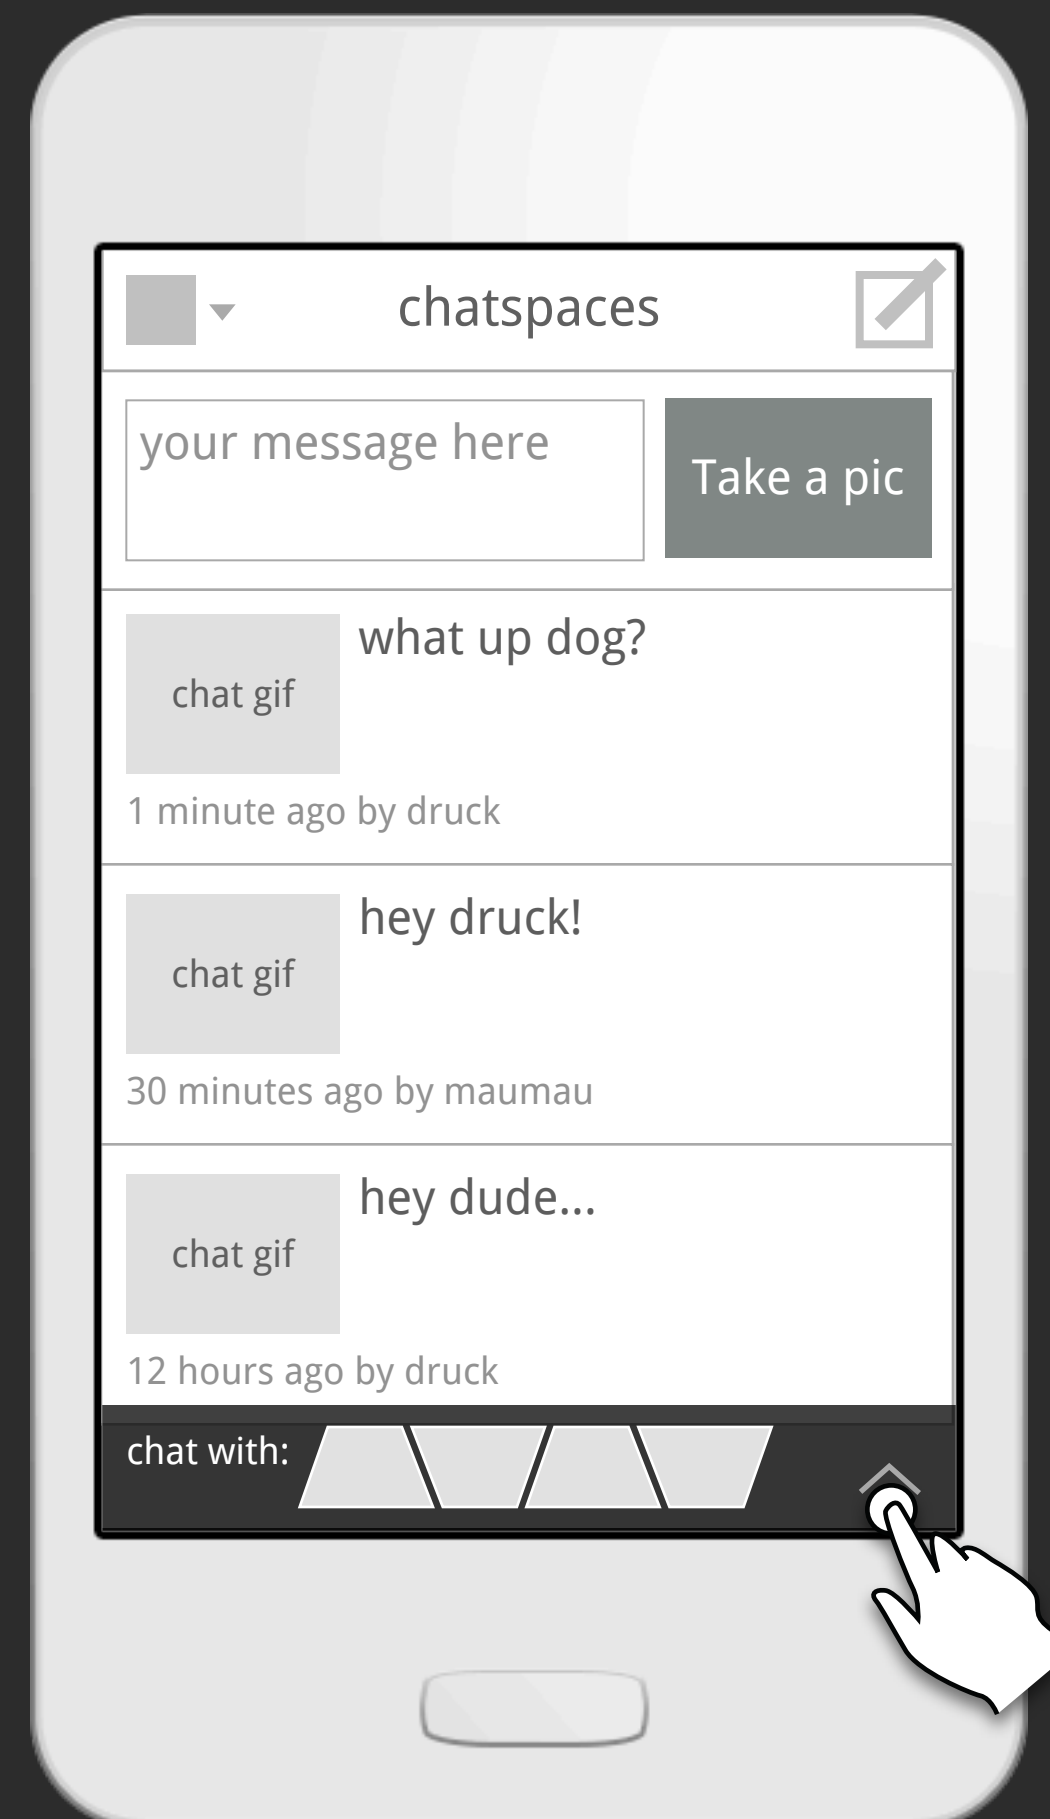 chatspaces
your message here
Take a pic
what up dog?
chat gif
1 minute ago by druck
hey druck!
chat gif
30 minutes ago by maumau
hey dude...
chat gif
12 hours ago by druck
chat with: